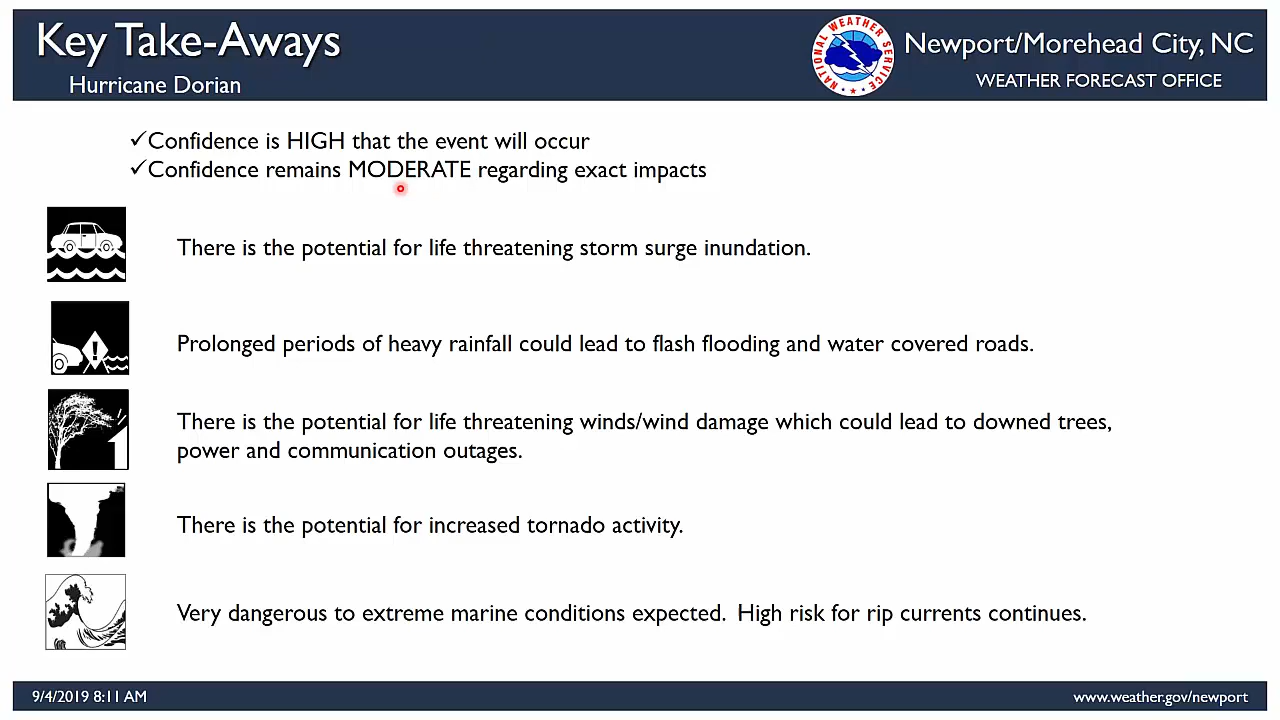 Key Take-Aways
Hurricane Dorian
NATIONAL WEATHER SERVICE
Newport/Morehead City, NC
WEATHER FORECAST OFFICE
✓Confidence is HIGH that the event will occur
✓Confidence remains MODERATE regarding exact impacts
There is the potential for life threatening storm surge inundation.
Prolonged periods of heavy rainfall could lead to flash flooding and water covered roads.
There is the potential for life threatening winds/wind damage which could lead to downed trees,
power and communication outages.
There is the potential for increased tornado activity.
Very dangerous to extreme marine conditions expected. High risk for rip currents continues.
9/4/2019 8:11 AM
www.weather.gov/newport